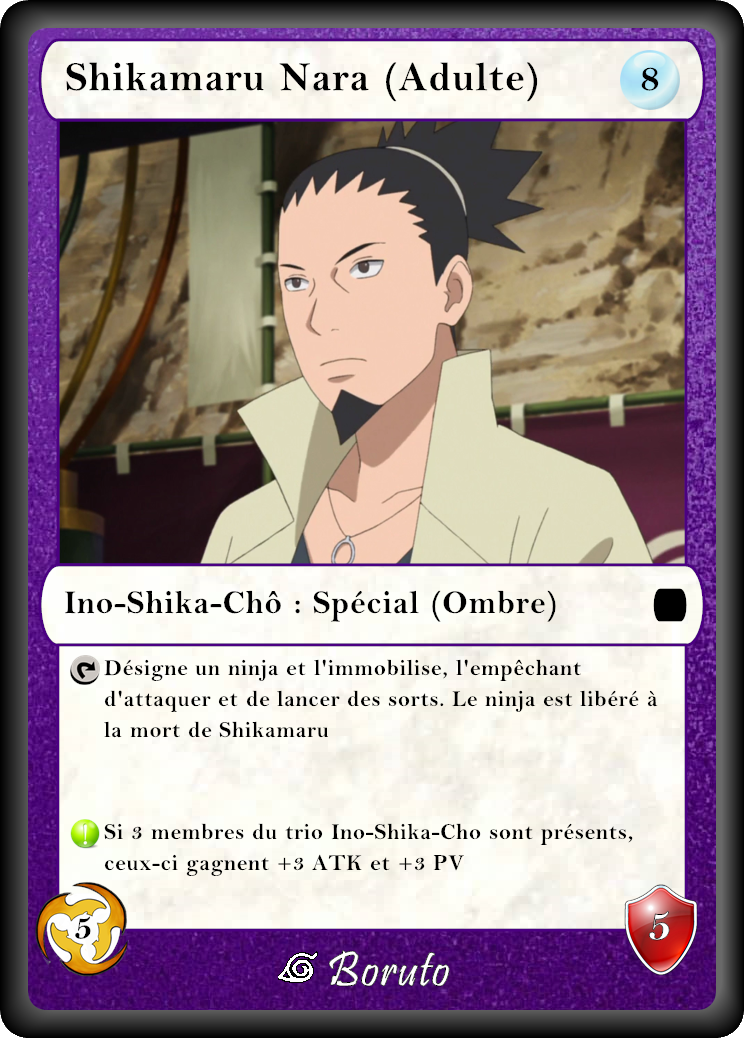 Shikamaru Nara (Adulte)
8
Ino-Shika-Chô : Spécial (Ombre)
Désigne un ninja et l'immobilise, l'empêchant
d'attaquer et de lancer des sorts. Le ninja est libéré à
la mort de Shikamaru
Si 3 membres du trio Ino-Shika-Cho sont présents,
ceux-ci gagnent +3 ATK et +3 PV
5
5
Boruto